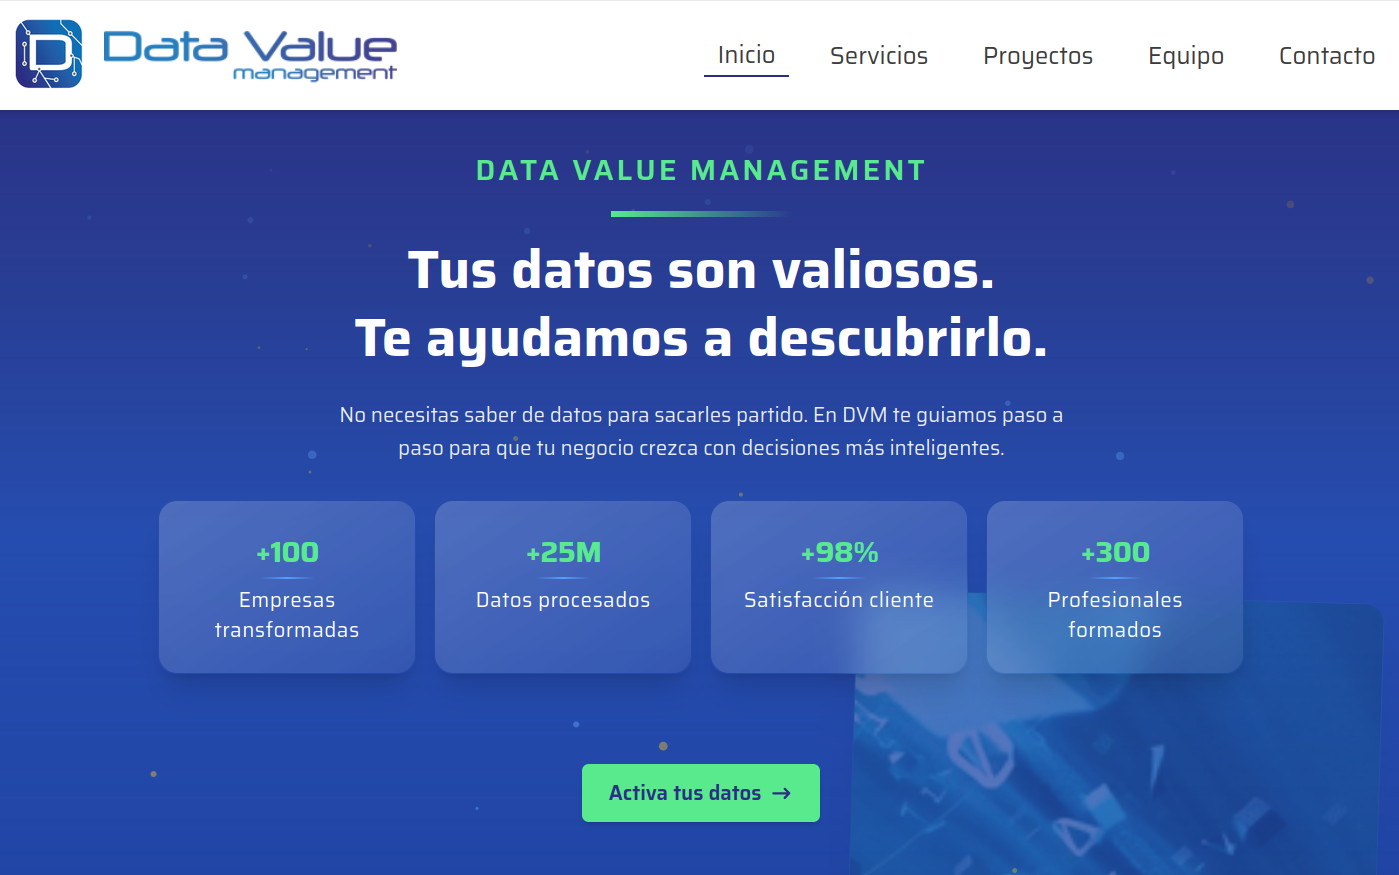 Data Value
management
Inicio
Servicios
Proyectos
Equipo
Contacto
DATA VALUE MANAGEMENT
Tus datos son valiosos.
Te ayudamos a descubrirlo.
No necesitas saber de datos para sacarles partido. En DVM te guiamos paso a
paso para que tu negocio crezca con decisiones más inteligentes.
+100
Empresas
transformadas
+25M
Datos procesados
+98%
Satisfacción cliente
+300
Profesionales
formados
Activa tus datos →